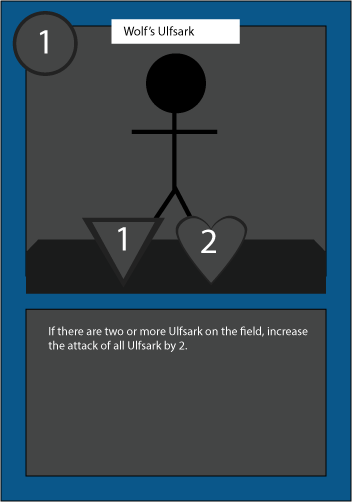 1
Wolf's Ulfsark
1
2
If there are two or more Ulfsark on the field, increase
the attack of all Ulfsark by 2.